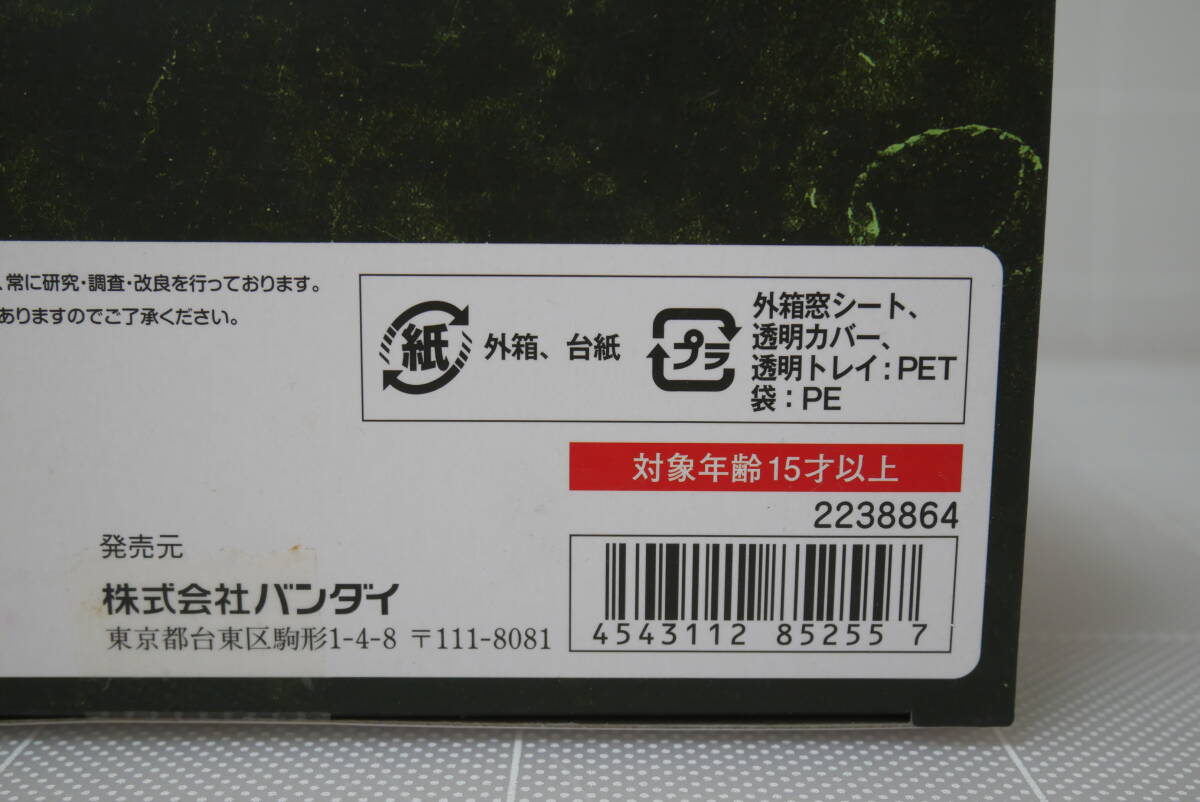 、常に研究・調査・改良を行っております。
ありますのでご了承ください。
紙
外箱、台紙
プラ
外箱窓シート、
透明カバー、
透明トレイ：PET
袋：PE
対象年齢15才以上
2238864
発売元
株式会社バンダイ
東京都台東区駒形1-4-8 〒111-8081
4543112 85255 7